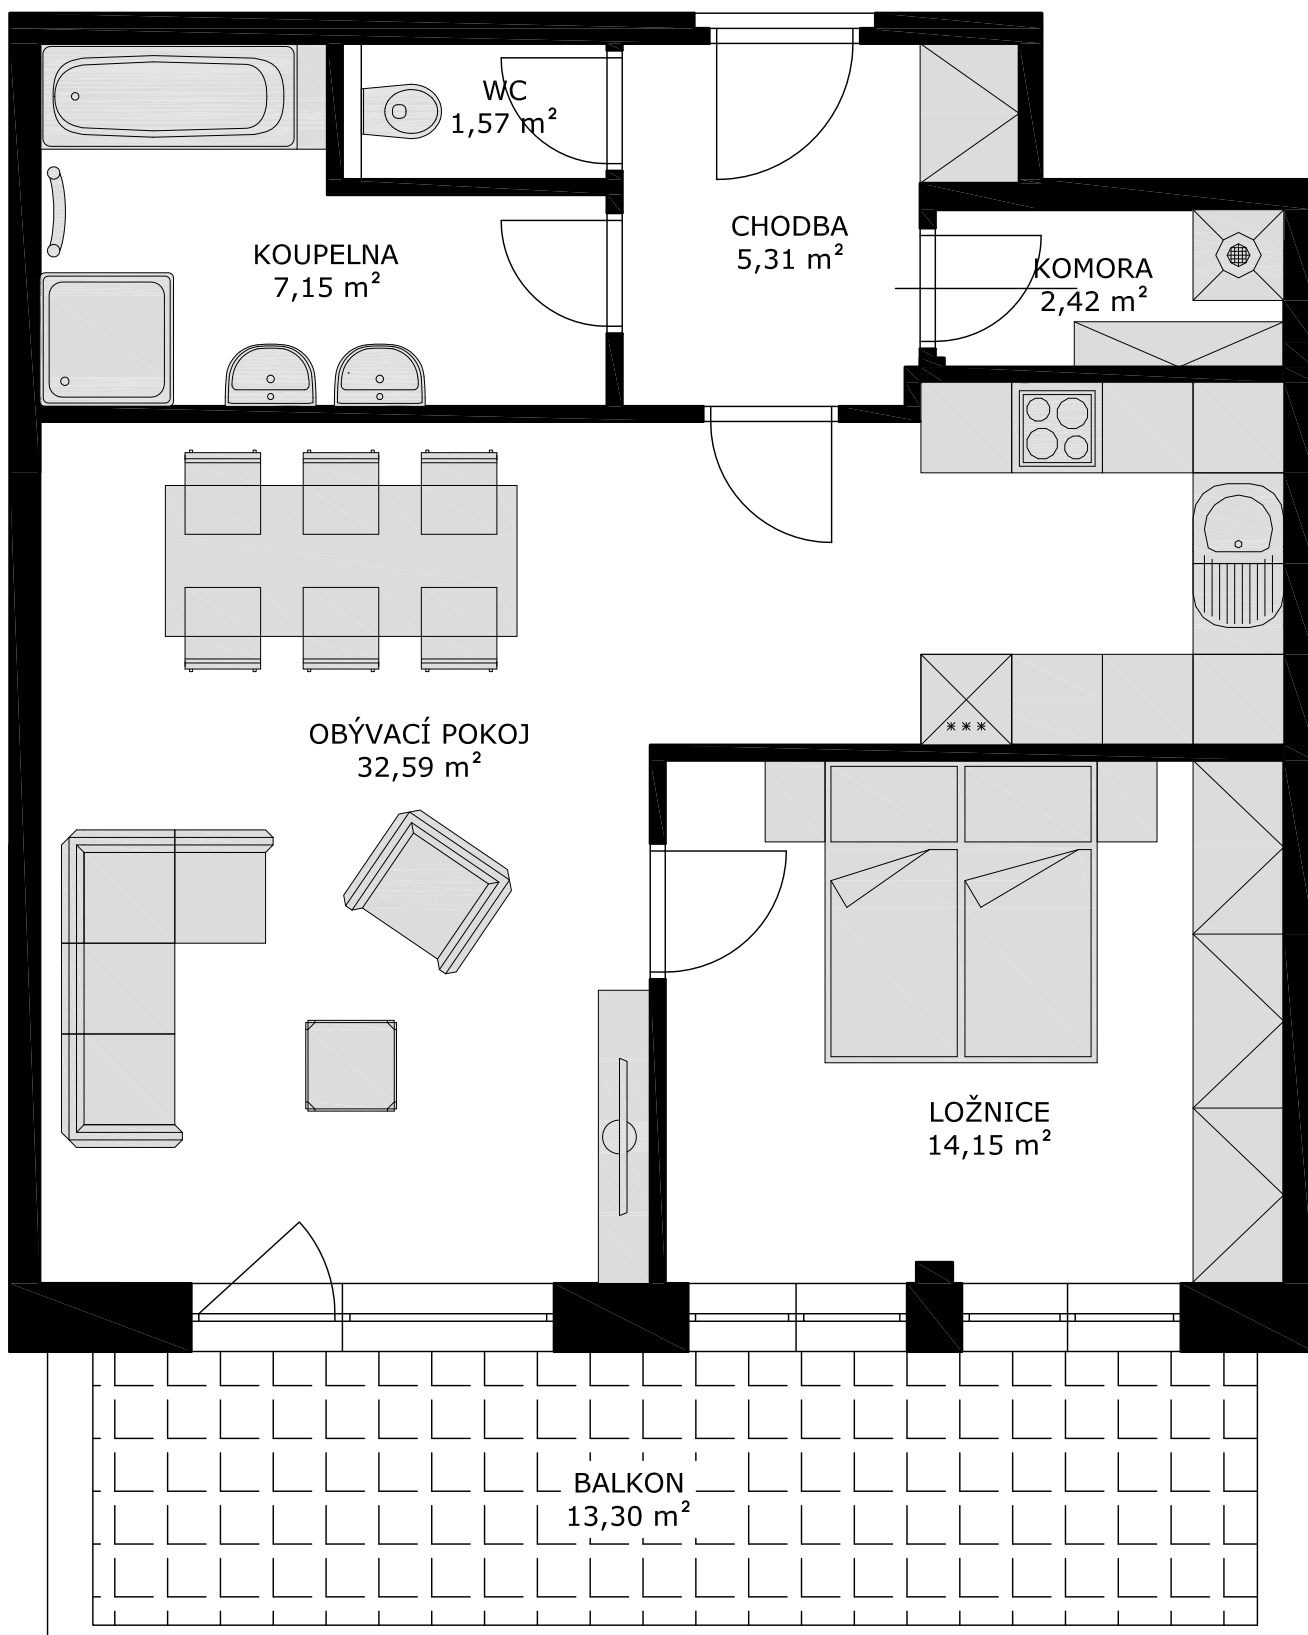 WC
1,57 m²
CHODBA
5,31 m²
KOUPELNA
7,15 m²
KOMORA
2,42 m²
OBÝVACÍ POKOJ
32,59 m²
LOŽNICE
14,15 m²
BALKON
13,30 m²